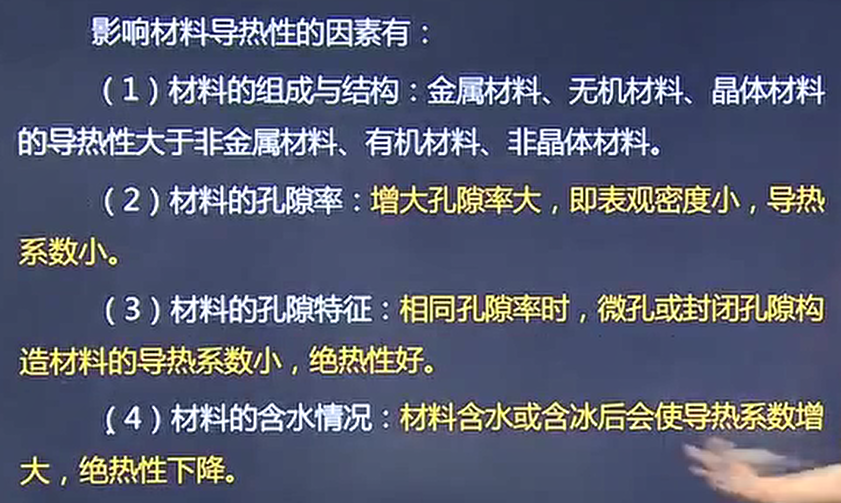 影响材料导热性的因素有：
（1）材料的组成与结构：金属材料、无机材料、晶体材料
的导热性大于非金属材料、有机材料、非晶体材料。
（2）材料的孔隙率：增大孔隙率大，即表观密度小，导热
系数小。
（3）材料的孔隙特征：相同孔隙率时，微孔或封闭孔隙构
造材料的导热系数小，绝热性好。
（4）材料的含水情况：材料含水或含冰后会使导热系数增
大，绝热性下降。